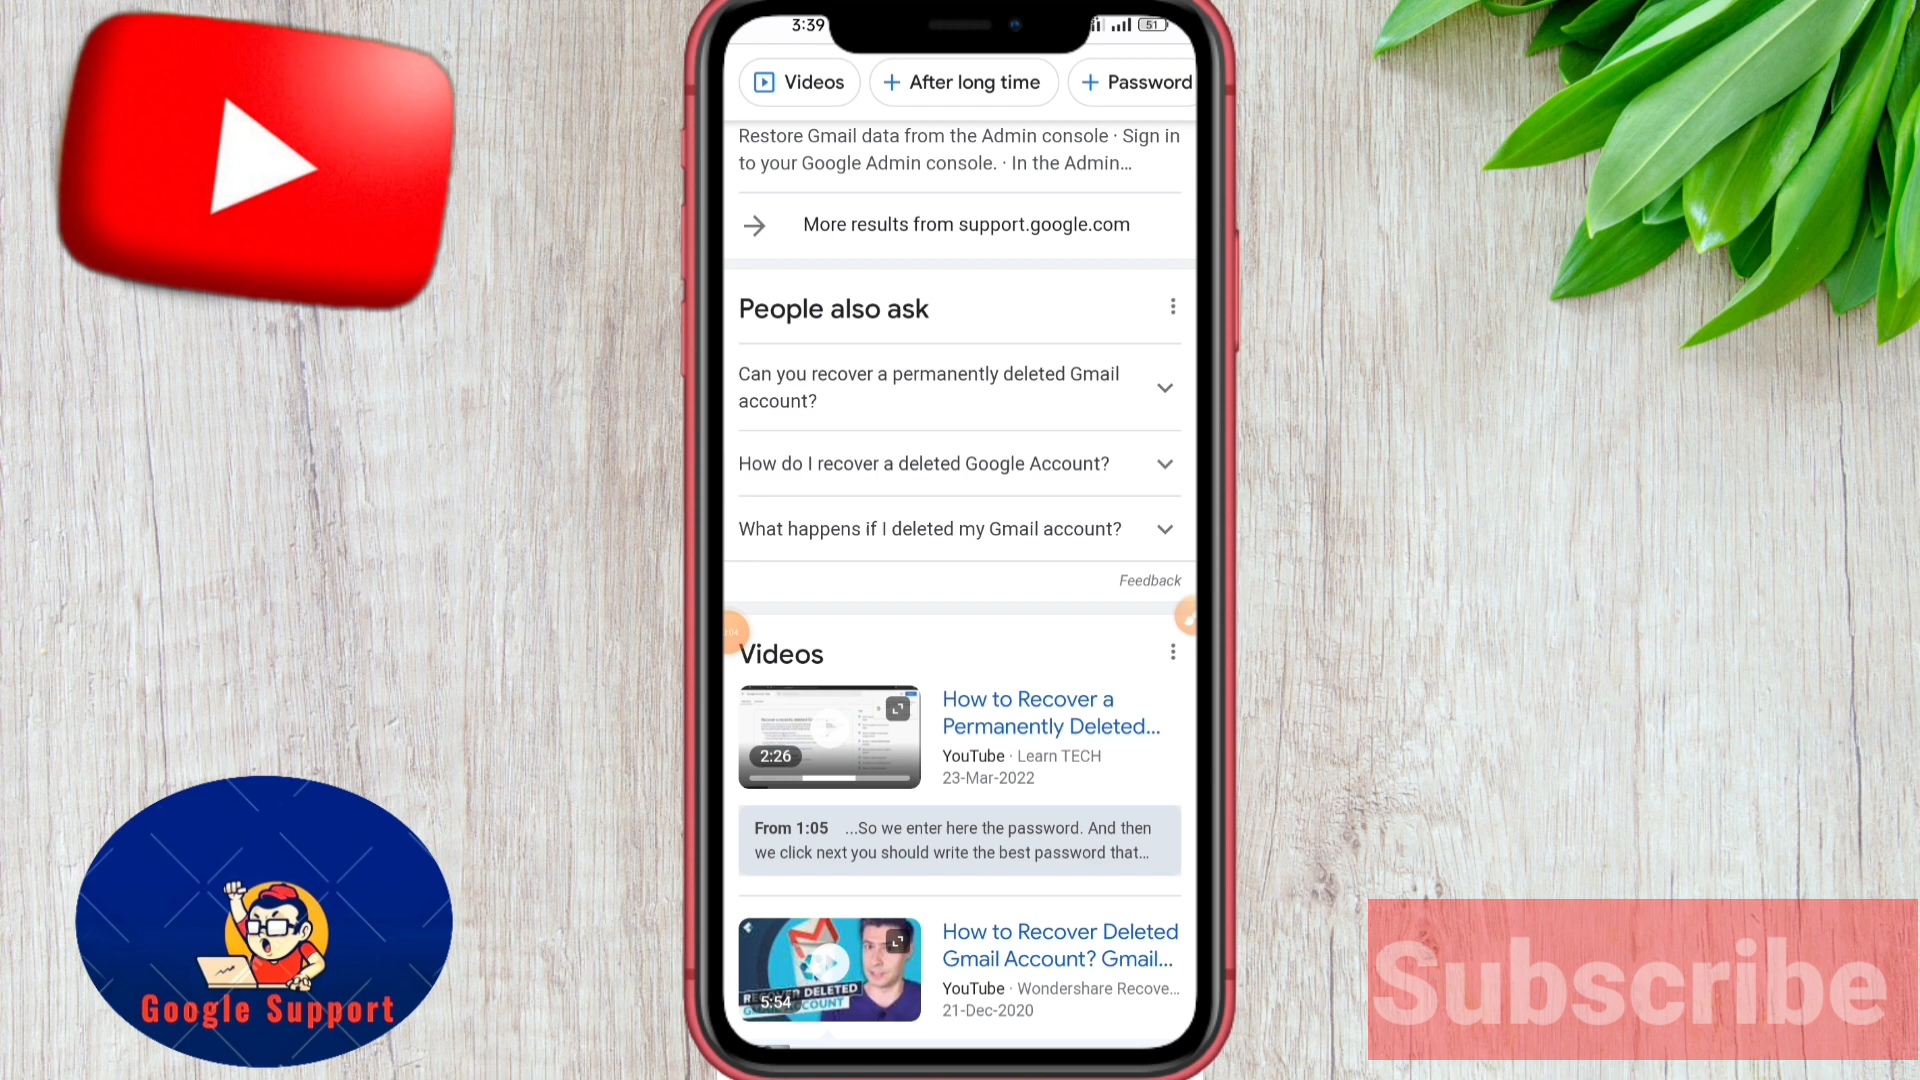 3:39
51
Videos
After long time
Password
Restore Gmail data from the Admin console · Sign in
to your Google Admin console. · In the Admin...
More results from support.google.com
People also ask
Can you recover a permanently deleted Gmail
account?
How do I recover a deleted Google Account?
What happens if I deleted my Gmail account?
Feedback
Videos
How to Recover a
Permanently Deleted...
2:26
YouTube · Learn TECH
23-Mar-2022
From 1:05 ...So we enter here the password. And then
we click next you should write the best password that...
How to Recover Deleted
Gmail Account? Gmail...
RECOVER DELETED
ACCOUNT
5:54
YouTube · Wondershare Recove...
21-Dec-2020
Google Support
Subscribe